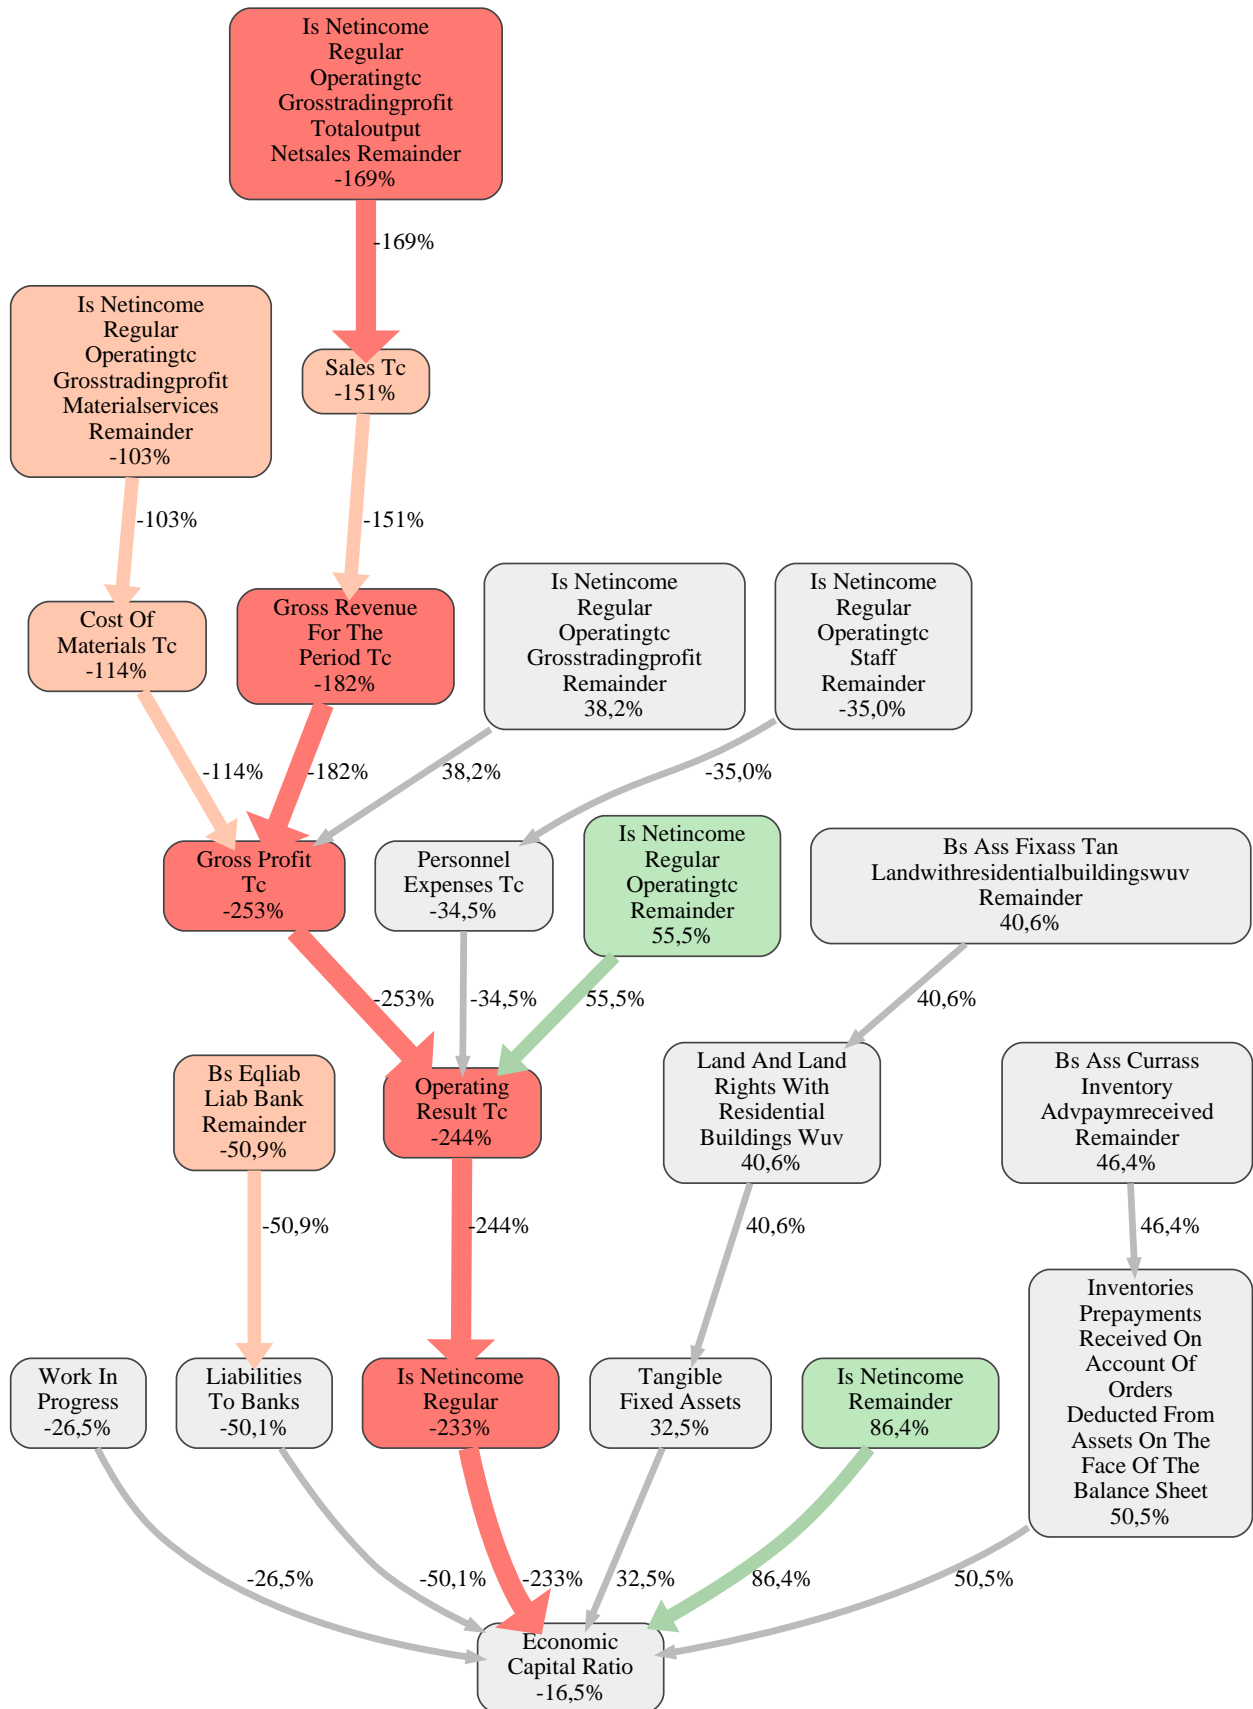 Is Netincome
Regular
Operatingtc
Grosstradingprofit
Totaloutput
Netsales Remainder
-169%
-169%
Is Netincome
Regular
Operatingtc
Grosstradingprofit
Materialservices
Remainder
-103%
Sales Tc
-151%
-103%
-151%
Cost Of
Materials Tc
-114%
Gross Revenue
For The
Period Tc
-182%
Is Netincome
Regular
Operatingtc
Grosstradingprofit
Remainder
38,2%
Is Netincome
Regular
Operatingtc
Staff
Remainder
-35,0%
-114%
-182%
38,2%
-35,0%
Gross Profit
Tc
-253%
Personnel
Expenses Tc
-34,5%
Is Netincome
Regular
Operatingtc
Remainder
55,5%
Bs Ass Fixass Tan
Landwithresidentialbuildingswuv
Remainder
40,6%
-253%
-34,5%
55,5%
40,6%
Bs Eqliab
Liab Bank
Remainder
-50,9%
Operating
Result Tc
-244%
Land And Land
Rights With
Residential
Buildings Wuv
40,6%
Bs Ass Currass
Inventory
Advpaymreceived
Remainder
46,4%
-50,9%
-244%
40,6%
46,4%
Work In
Progress
-26,5%
Liabilities
To Banks
-50,1%
Is Netincome
Regular
-233%
Tangible
Fixed Assets
32,5%
Is Netincome
Remainder
86,4%
Inventories
Prepayments
Received On
Account Of
Orders
Deducted From
Assets On The
Face Of The
Balance Sheet
50,5%
-26,5%
-50,1%
-233%
32,5%
86,4%
50,5%
Economic
Capital Ratio
-16,5%